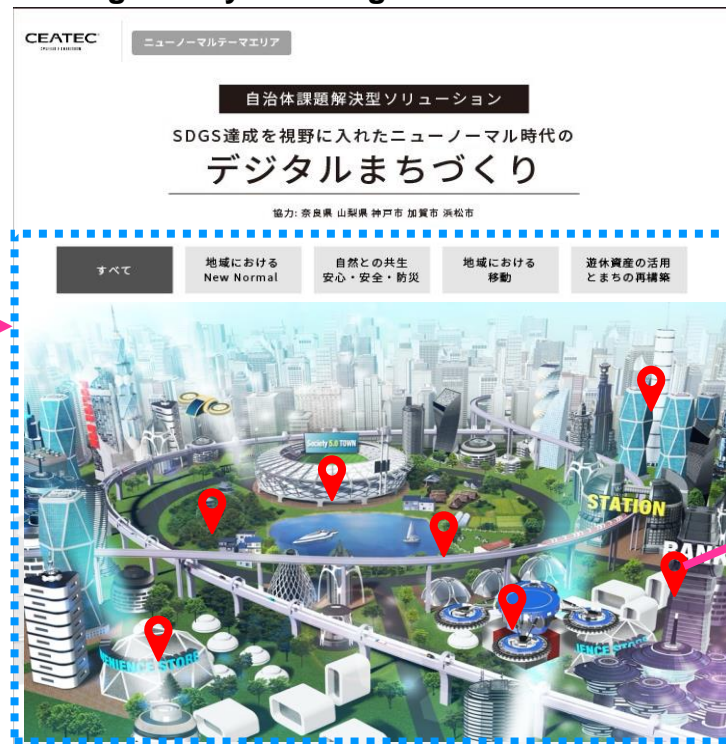 CEATEC
ニューノーマルテーマエリア
自治体課題解決型ソリューション
SDGS達成を視野に入れたニューノーマル時代の
デジタルまちづくり
協力: 奈良県 山梨県 神戸市 加賀市 浜松市
すべて
地域における
New Normal
自然との共生
安心・安全・防災
地域における
移動
遊休資産の活用
とまちの再構築
Society 5.0 TOWN
STATION
BANK
ENIENCE STORE
IENCE STORE